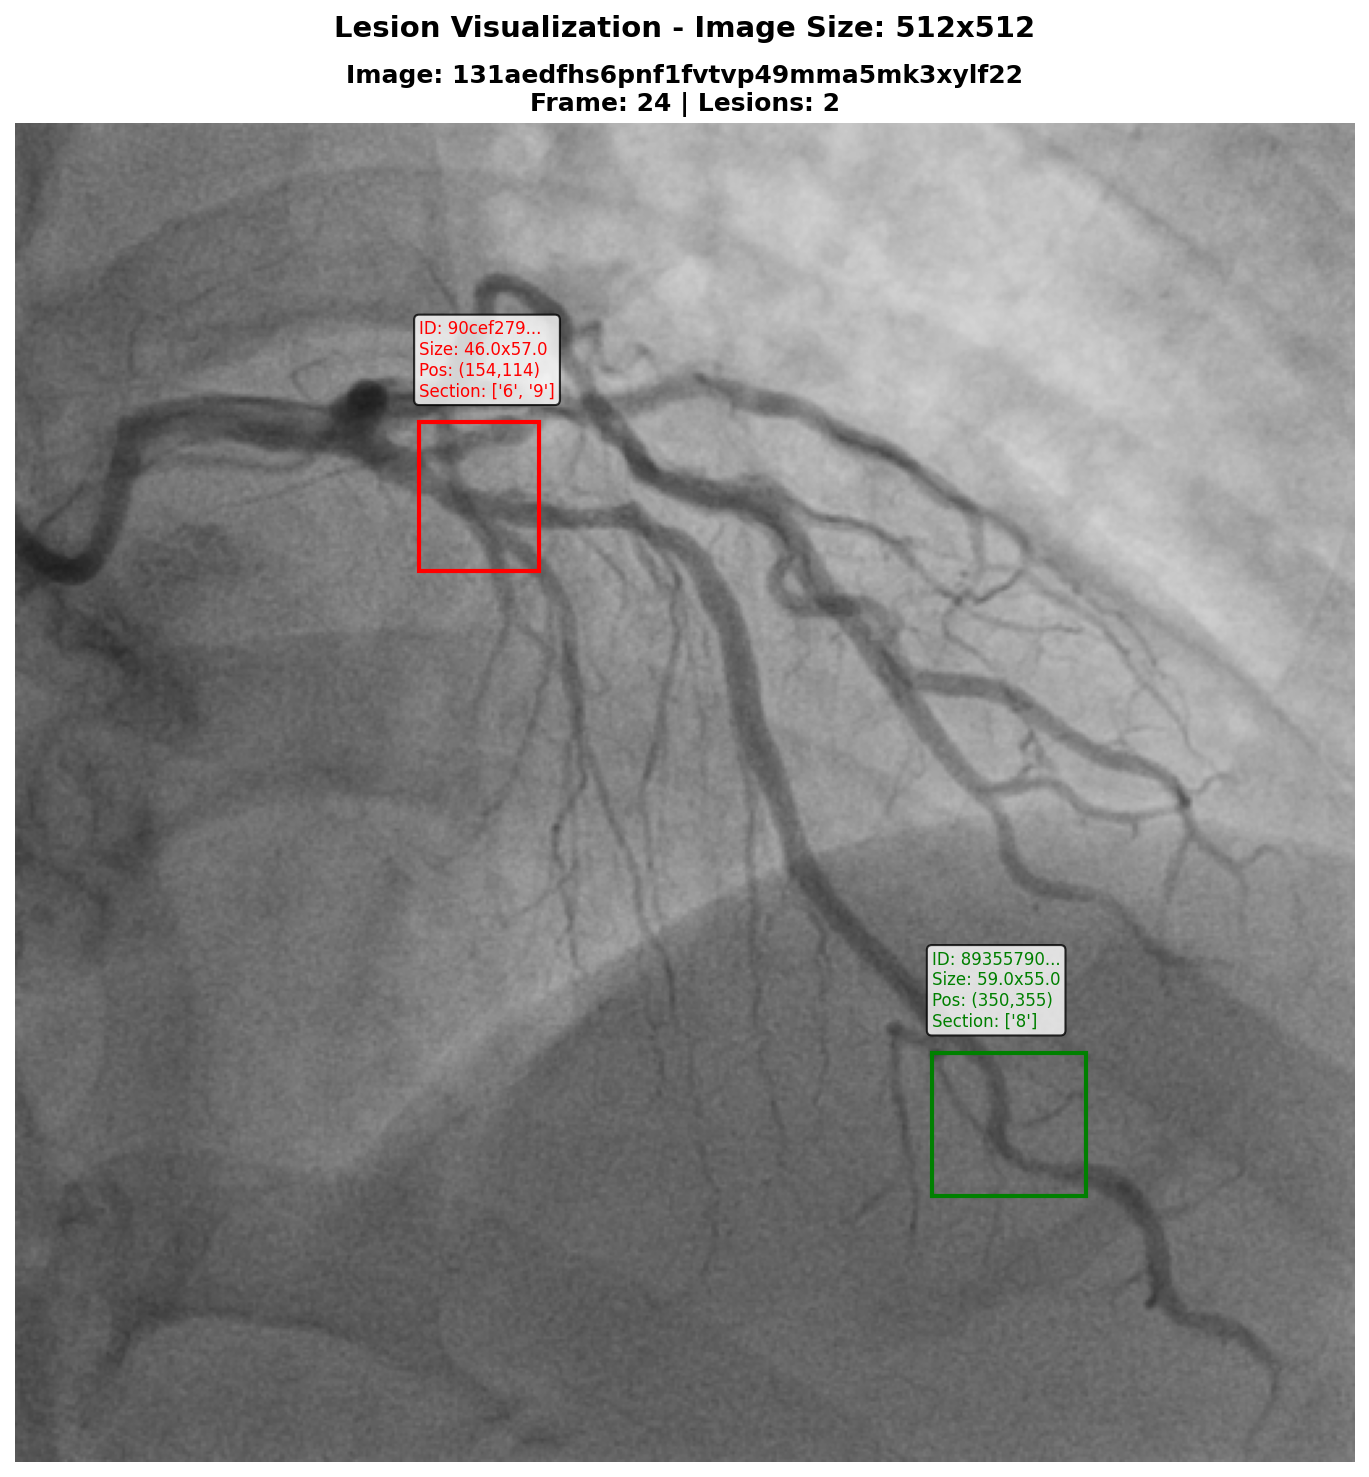 Lesion Visualization - Image Size: 512x512
Image: 131aedfhs6pnf1fvtvp49mma5mk3xylf22
Frame: 24 | Lesions: 2
ID: 90cef279...
Size: 46.0x57.0
Pos: (154,114)
Section: ['6', '9']
ID: 89355790...
Size: 59.0x55.0
Pos: (350,355)
Section: ['8']